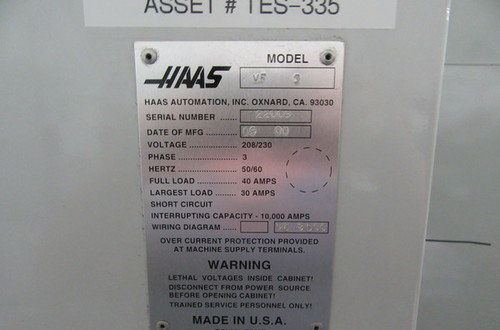 ASSET # TES-335
MODEL
HAAS VF 3
HAAS AUTOMATION, INC. OXNARD, CA. 93030
SERIAL NUMBER
DATE OF MFG 09 00
VOLTAGE 208/230
PHASE 3
HERTZ 50/60
FULL LOAD 40 AMPS
LARGEST LOAD 30 AMPS
SHORT CIRCUIT
INTERRUPTING CAPACITY - 10,000 AMPS
WIRING DIAGRAM
OVER CURRENT PROTECTION PROVIDED
AT MACHINE SUPPLY TERMINALS.
WARNING
LETHAL VOLTAGES INSIDE CABINET!
DISCONNECT FROM POWER SOURCE
BEFORE OPENING CABINET!
TRAINED SERVICE PERSONNEL ONLY!
MADE IN U.S.A.